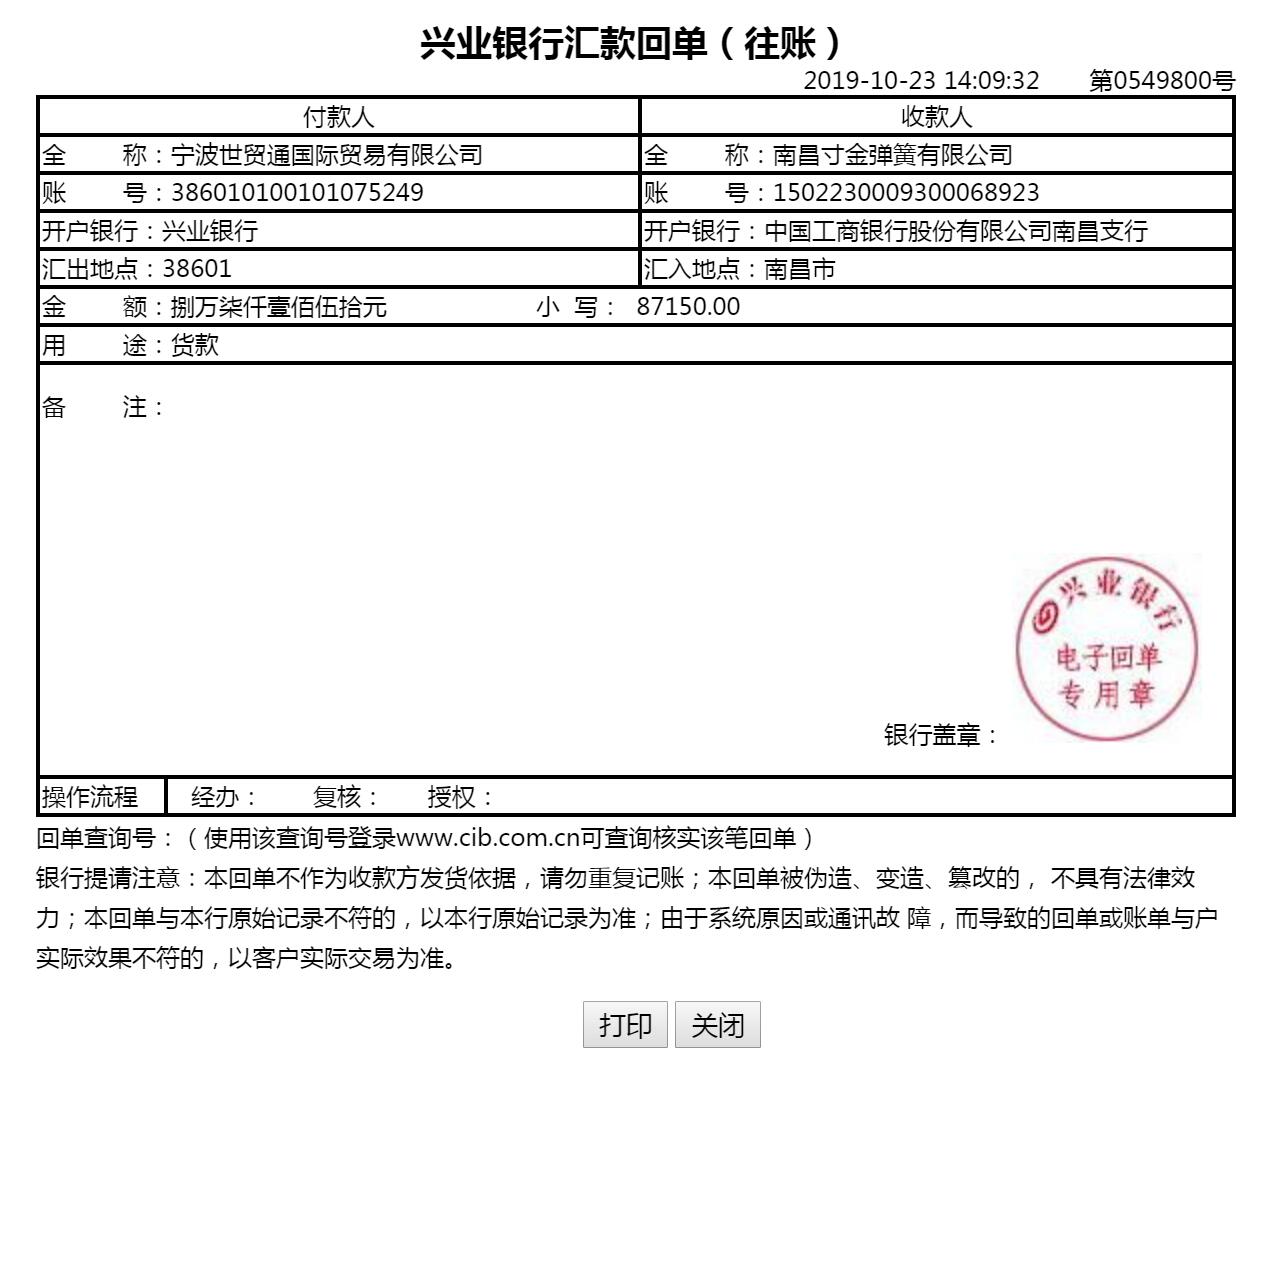 兴业银行汇款回单（往账）
2019-10-23 14:09:32 第0549800号
付款人 收款人
全 称：宁波世贸通国际贸易有限公司 全 称：南昌寸金弹簧有限公司
账 号：386010100101075249 账 号：1502230009300068923
开户银行：兴业银行 开户银行：中国工商银行股份有限公司南昌支行
汇出地点：38601 汇入地点：南昌市
金 额：捌万柒仟壹佰伍拾元 小 写： 87150.00
用 途：货款
备 注：
兴业银行
电子回单
专用章
银行盖章：
操作流程 经办： 复核： 授权：
回单查询号：（使用该查询号登录www.cib.com.cn可查询核实该笔回单）
银行提请注意：本回单不作为收款方发货依据，请勿重复记账；本回单被伪造、变造、篡改的， 不具有法律效
力；本回单与本行原始记录不符的，以本行原始记录为准；由于系统原因或通讯故 障，而导致的回单或账单与户
实际效果不符的，以客户实际交易为准。
打印 关闭